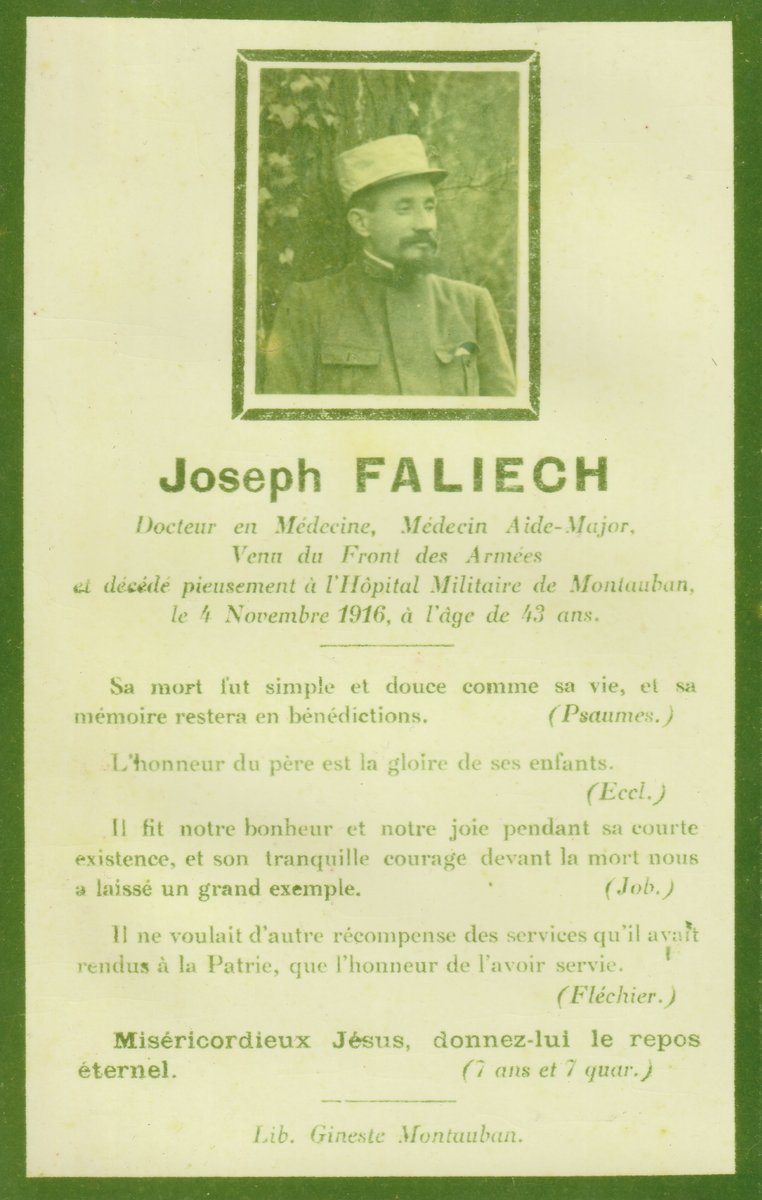 Joseph FALIECH
Docteur en Médecine, Médecin Aide-Major,
Venu du Front des Armées
et décédé pieusement à l'Hôpital Militaire de Montauban,
le 4 Novembre 1916, à l'âge de 43 ans.
Sa mort fut simple et douce comme sa vie, et sa
mémoire restera en bénédictions. (Psaumes.)
L'honneur du père est la gloire de ses enfants.
(Eccl.)
Il fit notre bonheur et notre joie pendant sa courte
existence, et son tranquille courage devant la mort nous
a laissé un grand exemple. (Job.)
Il ne voulait d'autre récompense des services qu'il avait
rendus à la Patrie, que l'honneur de l'avoir servie.
(Fléchier.)
Miséricordieux Jésus, donnez-lui le repos
éternel. (7 ans et 7 quar.)
Lib. Gineste Montauban.